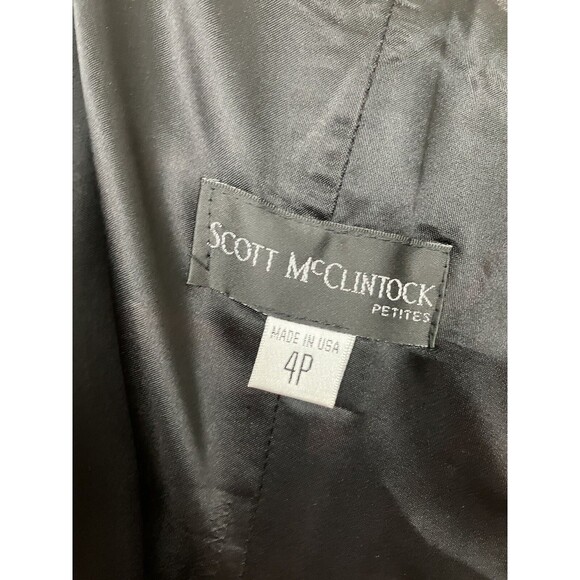 SCOTT McCLINTOCK
PETITES
MADE IN USA
4P